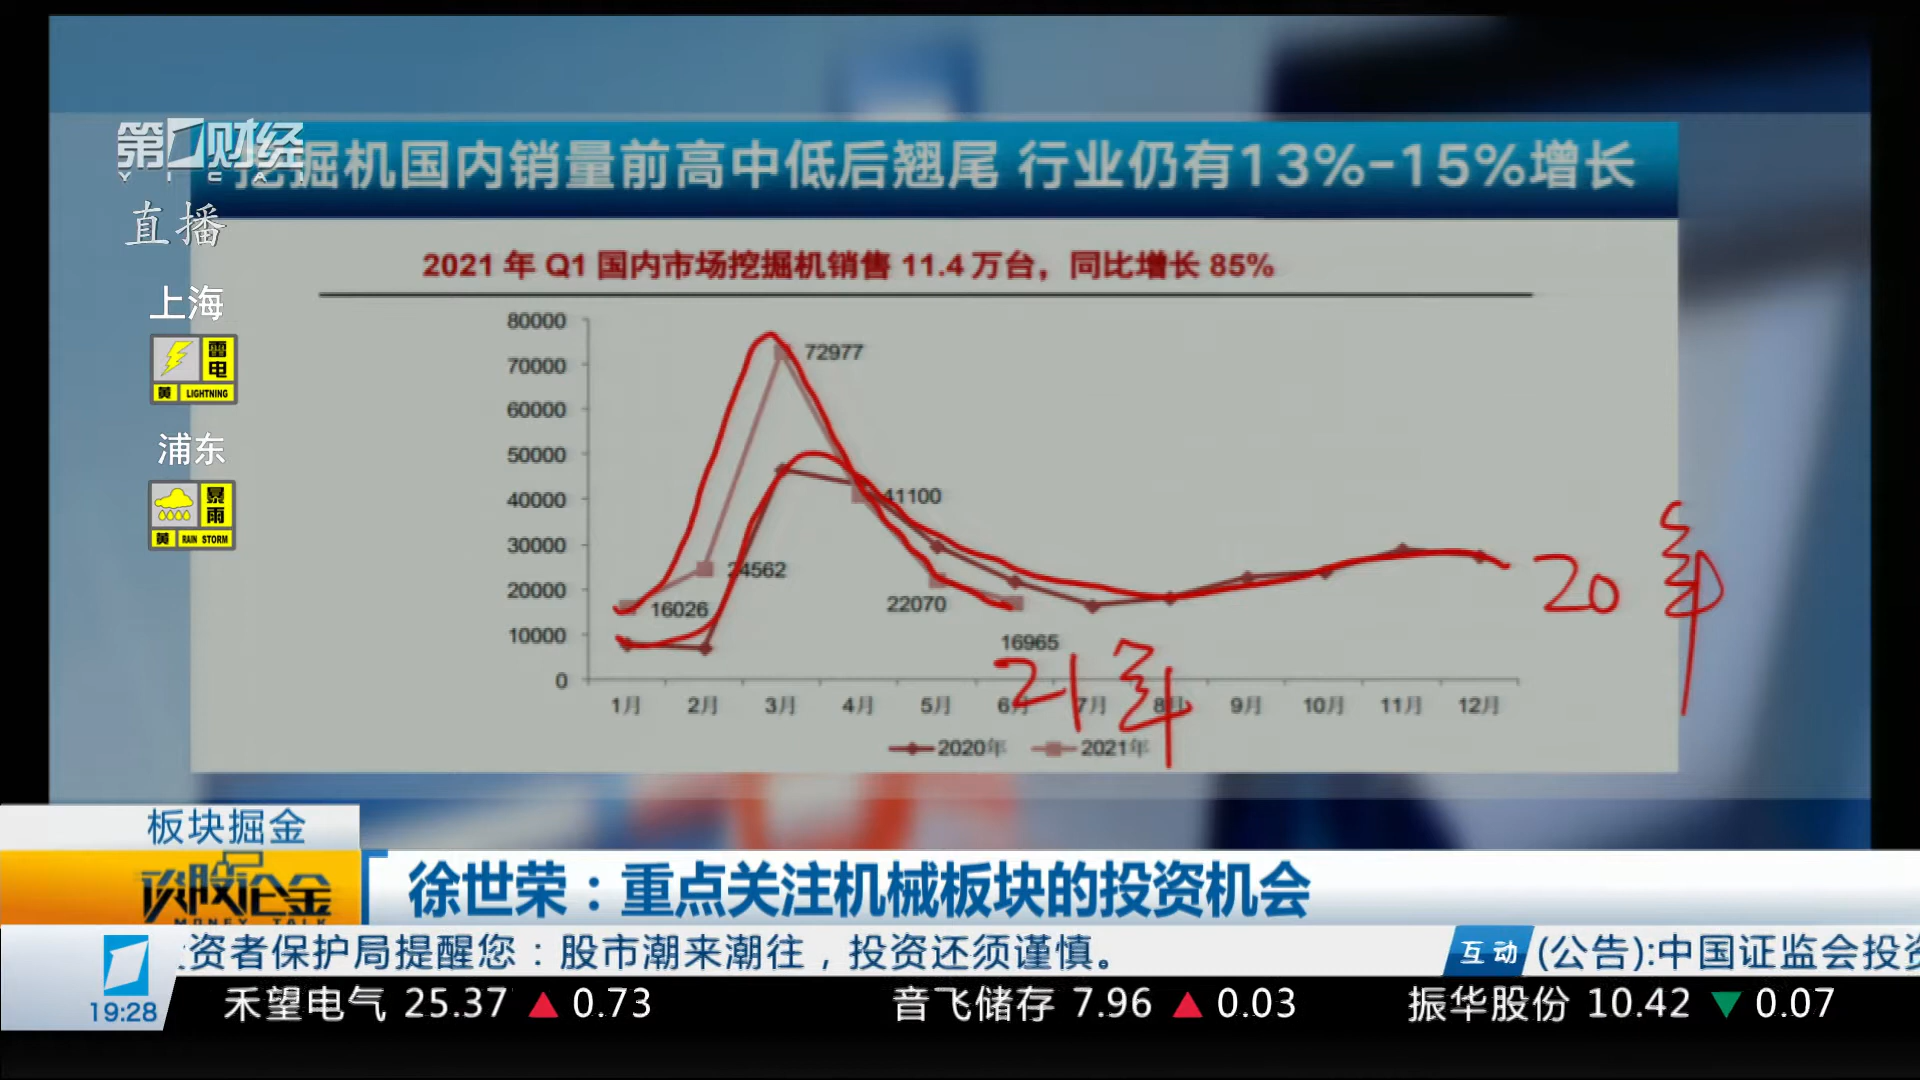 第1财经
YICAI
直播
挖掘机国内销量前高中低后翘尾 行业仍有13%-15%增长
2021 年 Q1 国内市场挖掘机销售 11.4 万台，同比增长 85%
上海
雷电
黄 LIGHTNING
浦东
暴雨
黄 RAIN STORM
80000
70000
60000
50000
40000
30000
20000
10000
0
72977
41100
24562
16026
22070
16965
20年
21年
1月 2月 3月 4月 5月 6月 7月 8月 9月 10月 11月 12月
2020年 2021年
板块掘金
谈股论金
MONEY TALK
徐世荣：重点关注机械板块的投资机会
资者保护局提醒您：股市潮来潮往，投资还须谨慎。
互动 (公告):中国证监会投资
19:28
禾望电气 25.37 ▲ 0.73 音飞储存 7.96 ▲ 0.03 振华股份 10.42 ▼ 0.07